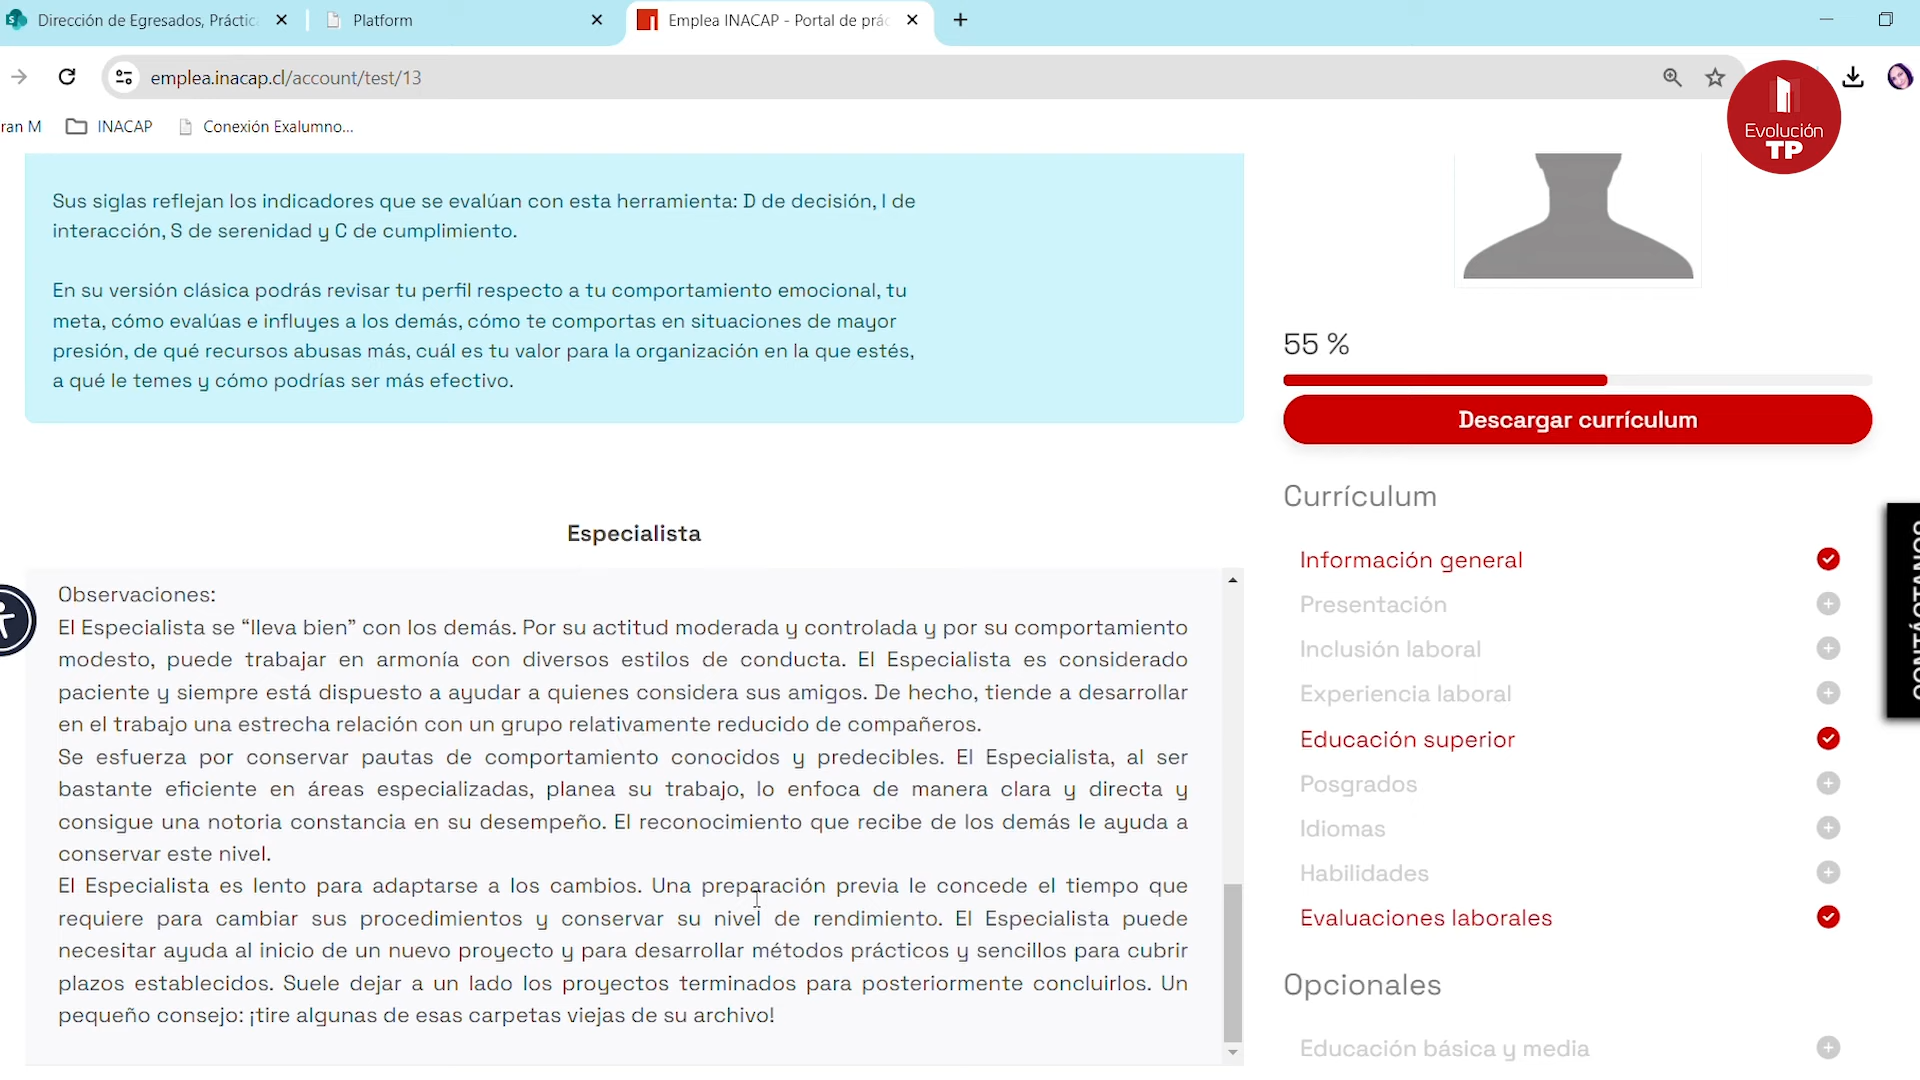 Dirección de Egresados, Práctic
Platform
Emplea INACAP - Portal de prác
emplea.inacap.cl/account/test/13
ran M
INACAP
Conexión Exalumno...
Evolución
TP
Sus siglas reflejan los indicadores que se evalúan con esta herramienta: D de decisión, I de
interacción, S de serenidad y C de cumplimiento.
En su versión clásica podrás revisar tu perfil respecto a tu comportamiento emocional, tu
meta, cómo evalúas e influyes a los demás, cómo te comportas en situaciones de mayor
presión, de qué recursos abusas más, cuál es tu valor para la organización en la que estés,
a qué le temes y cómo podrías ser más efectivo.
Especialista
Observaciones:
El Especialista se “lleva bien” con los demás. Por su actitud moderada y controlada y por su comportamiento
modesto, puede trabajar en armonía con diversos estilos de conducta. El Especialista es considerado
paciente y siempre está dispuesto a ayudar a quienes considera sus amigos. De hecho, tiende a desarrollar
en el trabajo una estrecha relación con un grupo relativamente reducido de compañeros.
Se esfuerza por conservar pautas de comportamiento conocidos y predecibles. El Especialista, al ser
bastante eficiente en áreas especializadas, planea su trabajo, lo enfoca de manera clara y directa y
consigue una notoria constancia en su desempeño. El reconocimiento que recibe de los demás le ayuda a
conservar este nivel.
El Especialista es lento para adaptarse a los cambios. Una preparación previa le concede el tiempo que
requiere para cambiar sus procedimientos y conservar su nivel de rendimiento. El Especialista puede
necesitar ayuda al inicio de un nuevo proyecto y para desarrollar métodos prácticos y sencillos para cubrir
plazos establecidos. Suele dejar a un lado los proyectos terminados para posteriormente concluirlos. Un
pequeño consejo: ¡tire algunas de esas carpetas viejas de su archivo!
55 %
Descargar currículum
Currículum
Información general
Presentación
Inclusión laboral
Experiencia laboral
Educación superior
Posgrados
Idiomas
Habilidades
Evaluaciones laborales
Opcionales
Educación básica y media
CONTÁCTANOS